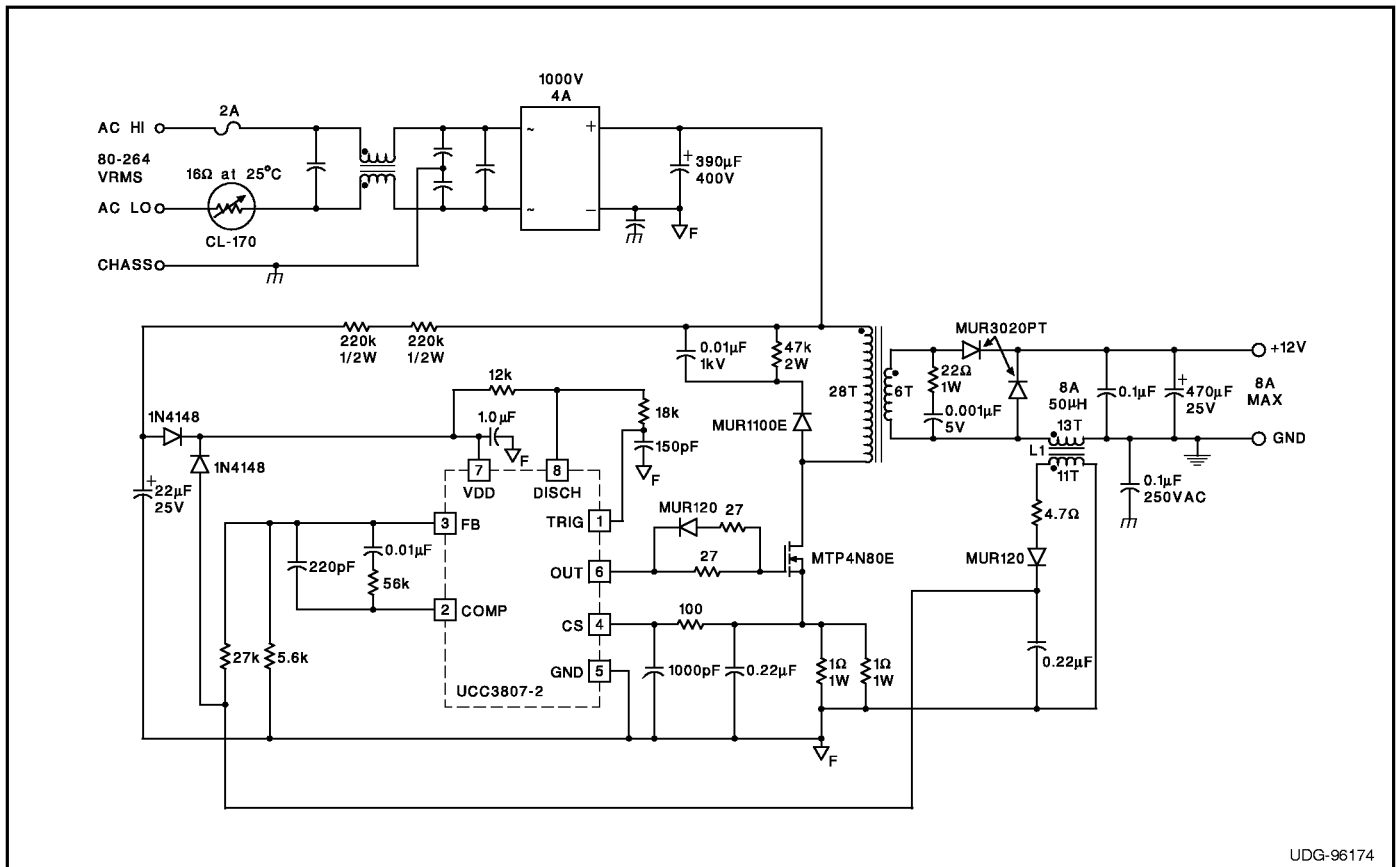 1000V
4A
2A
AC HI
80-264
VRMS
16Ω at 25°C
AC LO
CL-170
CHASS
~
~
+
−
+
390µF
400V
F
220k
1/2W
220k
1/2W
0.01µF
1kV
47k
2W
28T
6T
MUR3020PT
22Ω
1W
0.001µF
5V
8A
50µH
13T
L1
11T
0.1µF
+
470µF
25V
+12V
8A
MAX
GND
0.1µF
250VAC
12k
18k
150pF
F
1.0µF
F
1N4148
1N4148
+
22µF
25V
MUR1100E
7
VDD
8
DISCH
3
FB
TRIG
1
MUR120
27
27
OUT
6
MTP4N80E
4.7Ω
MUR120
220pF
0.01µF
56k
2
COMP
CS
4
100
GND
5
27k
5.6k
UCC3807-2
1000pF
0.22µF
1Ω
1W
1Ω
1W
0.22µF
F
UDG-96174